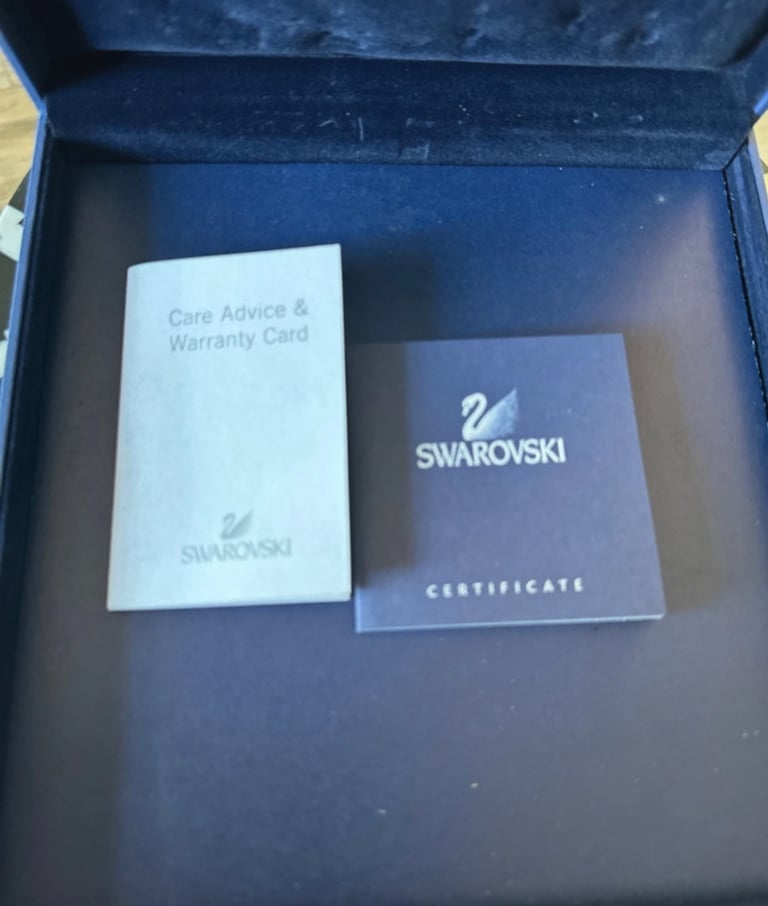 Care Advice &
Warranty Card
SWAROVSKI
SWAROVSKI
CERTIFICATE